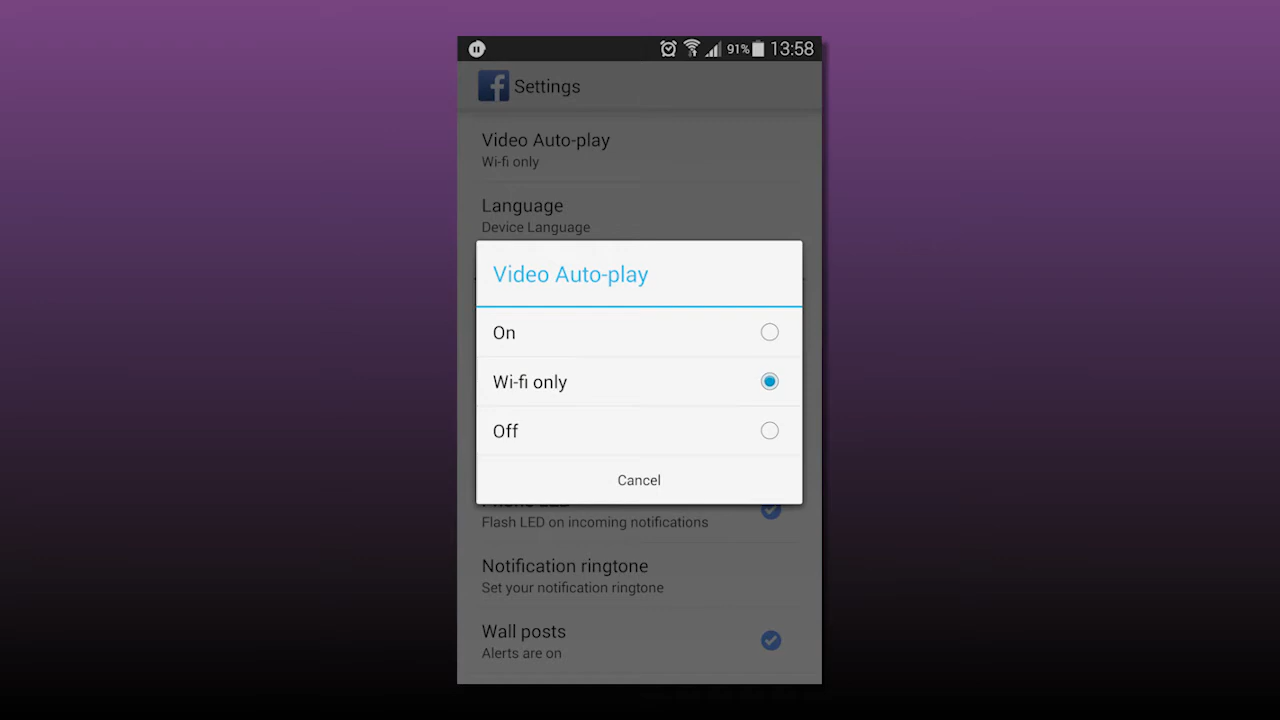 91% 13:58
Settings
Video Auto-play
Wi-fi only
Language
Device Language
Video Auto-play
On
Wi-fi only
Off
Cancel
Flash LED on incoming notifications
Notification ringtone
Set your notification ringtone
Wall posts
Alerts are on